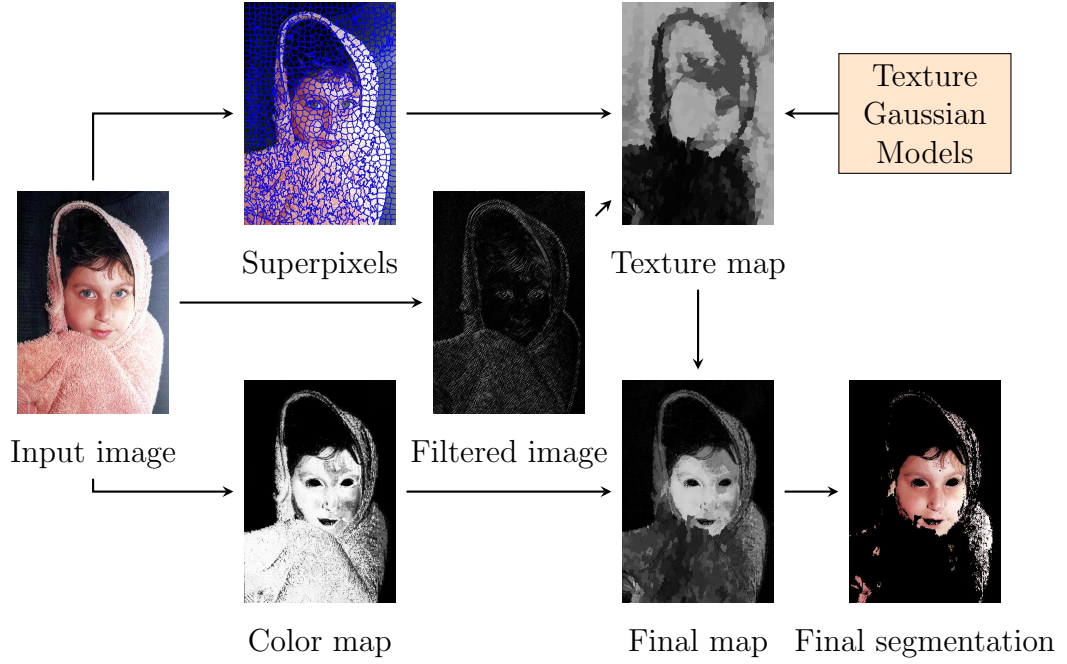 Texture
Gaussian
Models
Superpixels
Texture map
Input image
Filtered image
Color map
Final map
Final segmentation